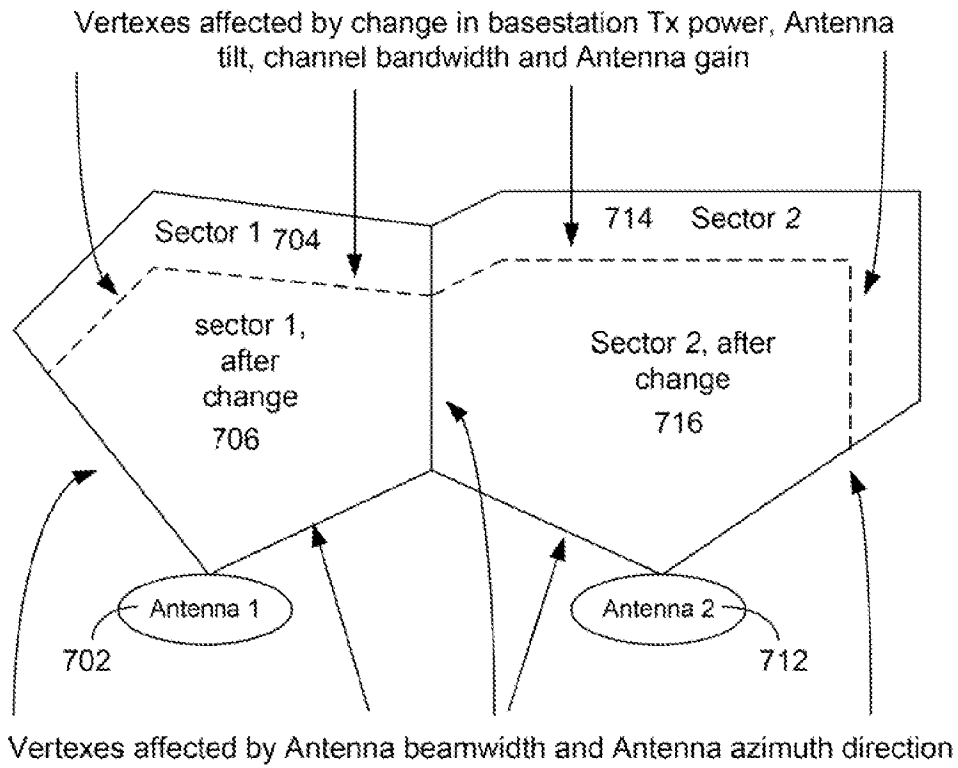 Vertexes affected by change in basestation Tx power, Antenna
tilt, channel bandwidth and Antenna gain
Sector 1 704
714 Sector 2
sector 1,
after
change
706
Sector 2, after
change
716
Antenna 1
Antenna 2
702
712
Vertexes affected by Antenna beamwidth and Antenna azimuth direction